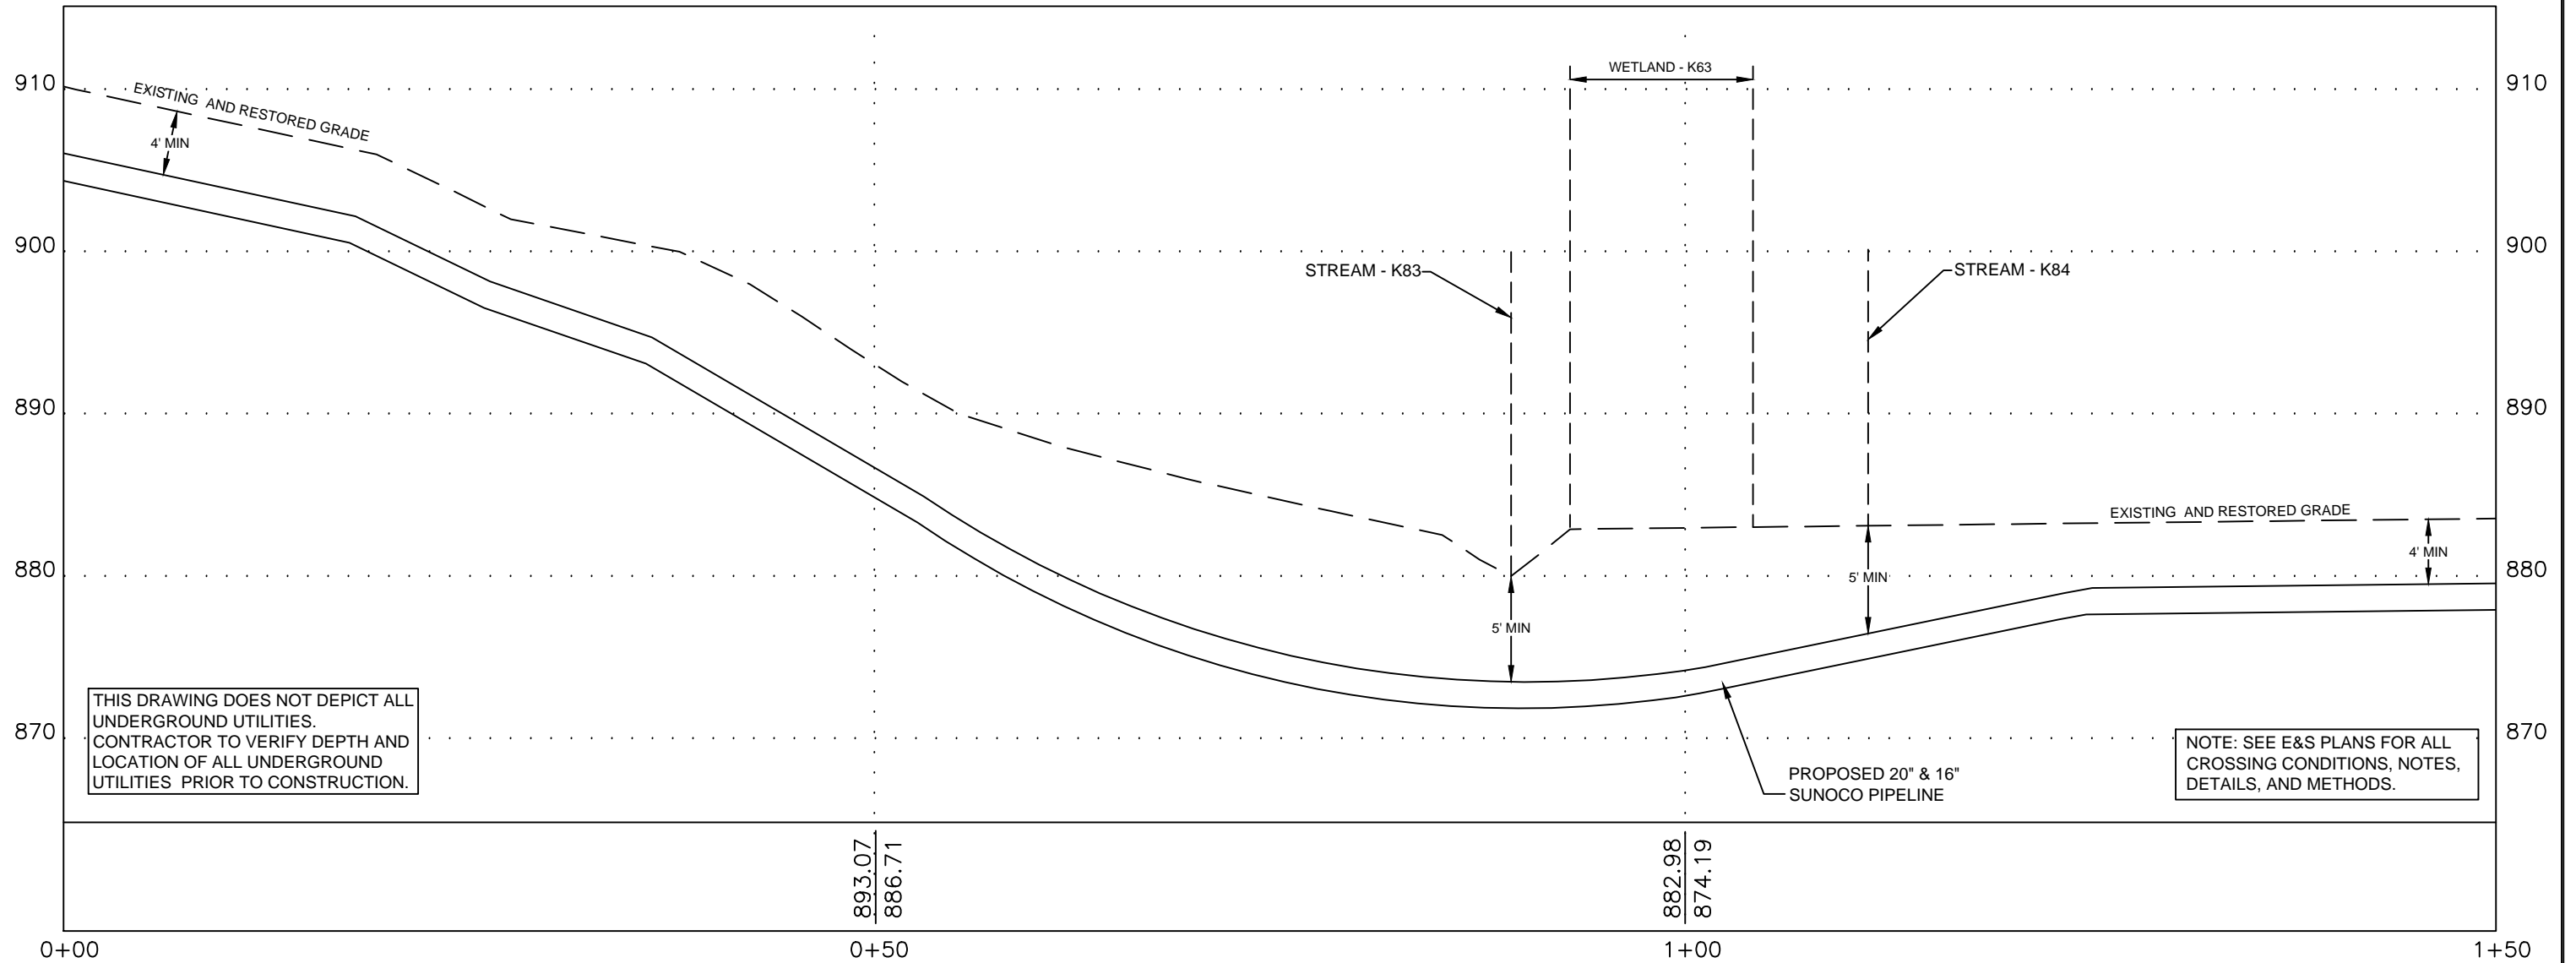 WETLAND - K63
910
910
EXISTING AND RESTORED GRADE
4' MIN
900
900
STREAM - K83
STREAM - K84
890
890
EXISTING AND RESTORED GRADE
4' MIN
880
880
5' MIN
5' MIN
THIS DRAWING DOES NOT DEPICT ALL
UNDERGROUND UTILITIES.
CONTRACTOR TO VERIFY DEPTH AND
LOCATION OF ALL UNDERGROUND
UTILITIES PRIOR TO CONSTRUCTION.
870
870
NOTE: SEE E&S PLANS FOR ALL
CROSSING CONDITIONS, NOTES,
DETAILS, AND METHODS.
PROPOSED 20" & 16"
SUNOCO PIPELINE
893.07
886.71
882.98
874.19
0+00
0+50
1+00
1+50